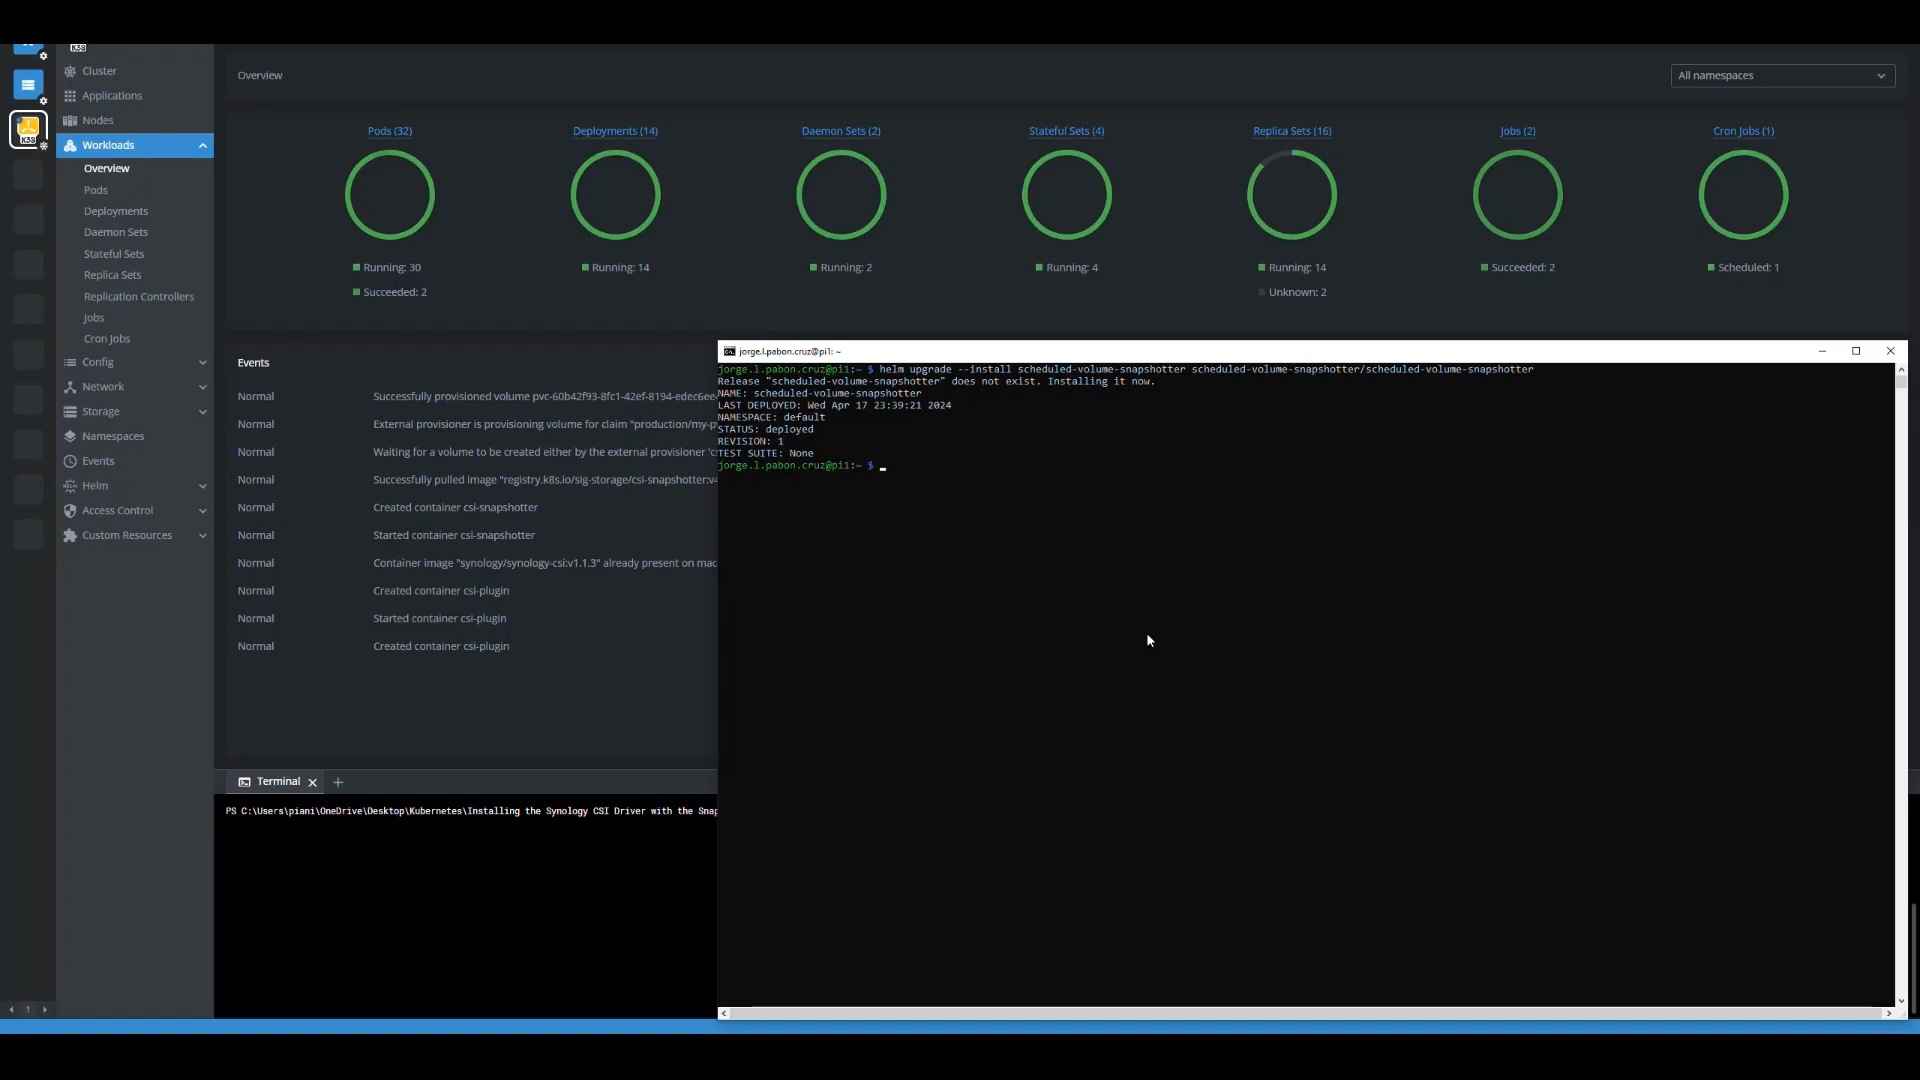 K3S
Cluster
Applications
Nodes
K3S
Workloads
Overview
Pods
Deployments
Daemon Sets
Stateful Sets
Replica Sets
Replication Controllers
Jobs
Cron Jobs
Config
Network
Storage
Namespaces
Events
Helm
Access Control
Custom Resources
1
Overview
All namespaces
Pods (32)
Running: 30
Succeeded: 2
Deployments (14)
Running: 14
Daemon Sets (2)
Running: 2
Stateful Sets (4)
Running: 4
Replica Sets (16)
Running: 14
Unknown: 2
Jobs (2)
Succeeded: 2
Cron Jobs (1)
Scheduled: 1
Events
Normal Successfully provisioned volume pvc-60b42f93-8fc1-42ef-8194-edec6ee
Normal External provisioner is provisioning volume for claim "production/my-p
Normal Waiting for a volume to be created either by the external provisioner 'c
Normal Successfully pulled image "registry.k8s.io/sig-storage/csi-snapshotter:v4
Normal Created container csi-snapshotter
Normal Started container csi-snapshotter
Normal Container image "synology/synology-csi:v1.1.3" already present on mac
Normal Created container csi-plugin
Normal Started container csi-plugin
Normal Created container csi-plugin
Terminal
PS C:\Users\piani\OneDrive\Desktop\Kubernetes\Installing the Synology CSI Driver with the Snap
jorge.l.pabon.cruz@pi1: ~
jorge.l.pabon.cruz@pi1:~ $ helm upgrade --install scheduled-volume-snapshotter scheduled-volume-snapshotter/scheduled-volume-snapshotter
Release "scheduled-volume-snapshotter" does not exist. Installing it now.
NAME: scheduled-volume-snapshotter
LAST DEPLOYED: Wed Apr 17 23:39:21 2024
NAMESPACE: default
STATUS: deployed
REVISION: 1
TEST SUITE: None
jorge.l.pabon.cruz@pi1:~ $